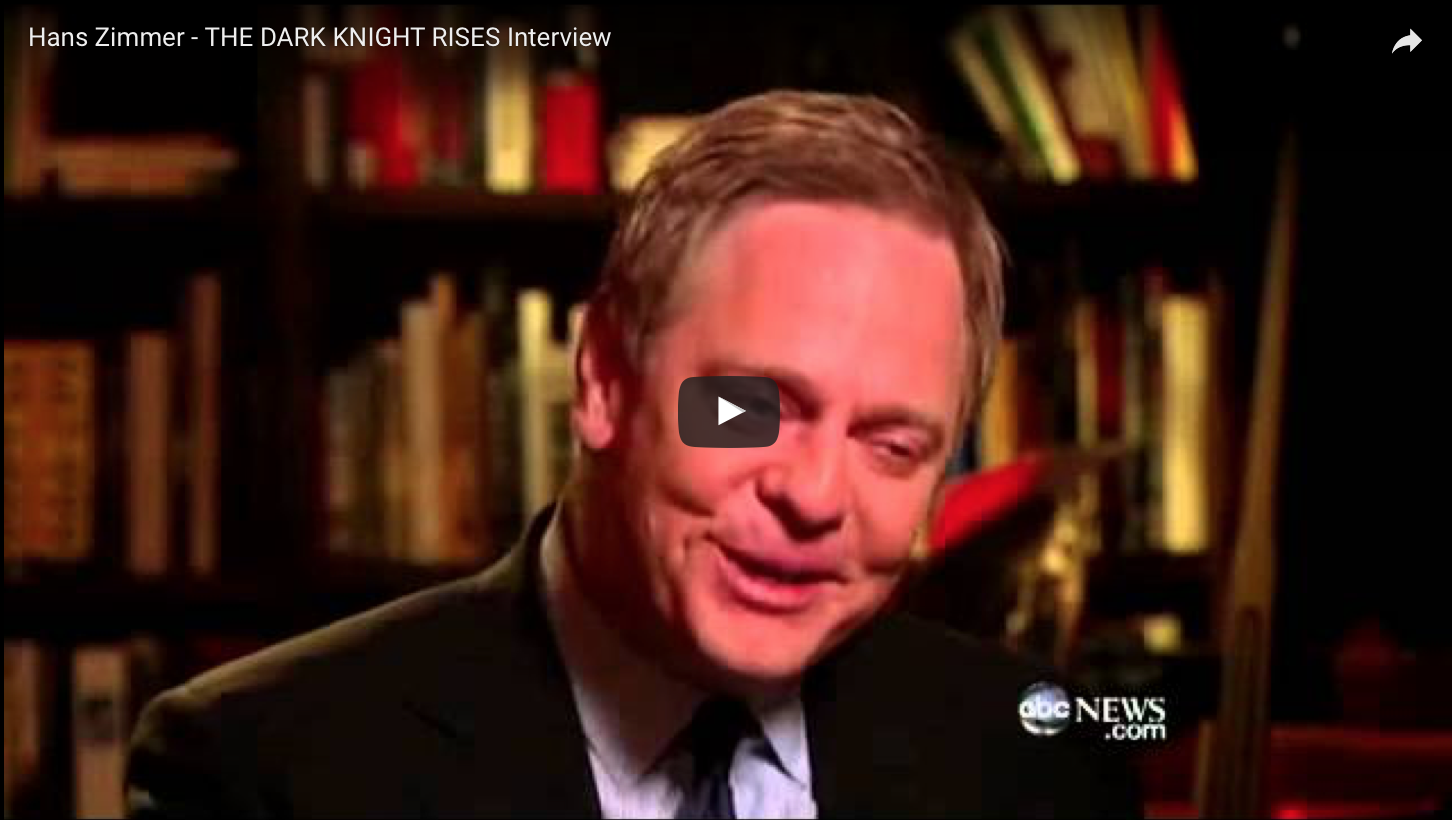 Hans Zimmer - THE DARK KNIGHT RISES Interview
abc NEWS
.com